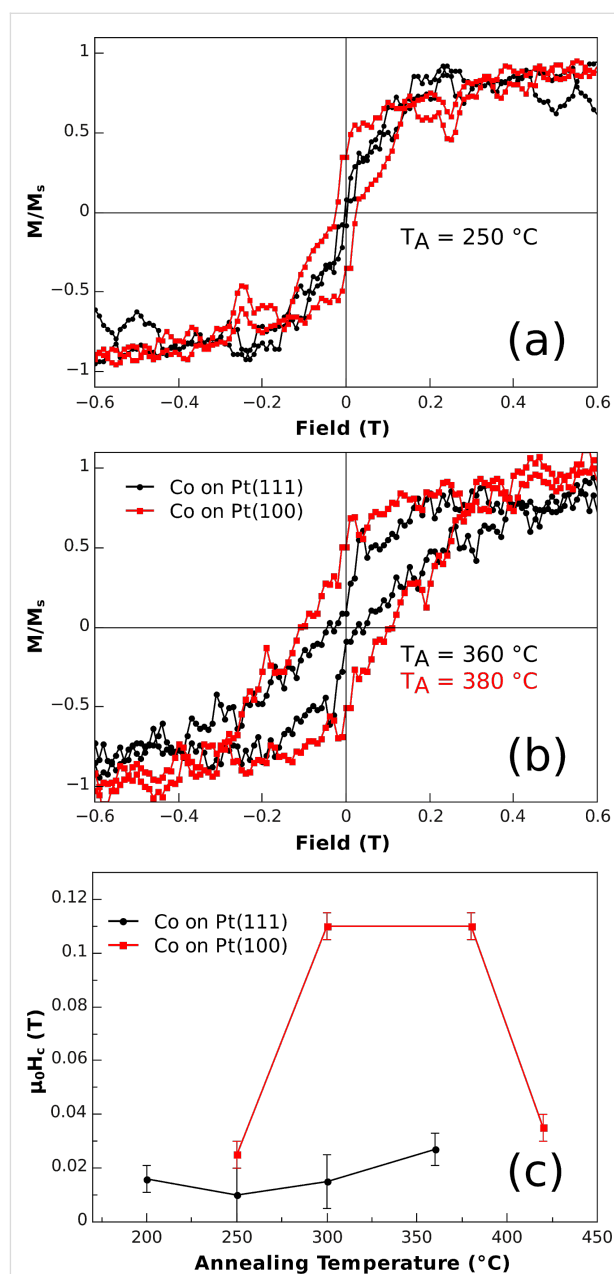 1
0.5
0
−0.5
−1
M/Ms
TA = 250 °C
(a)
−0.6 −0.4 −0.2 0 0.2 0.4 0.6
Field (T)
Co on Pt(111)
Co on Pt(100)
1
0.5
0
−0.5
−1
M/Ms
TA = 360 °C
TA = 380 °C
(b)
−0.6 −0.4 −0.2 0 0.2 0.4 0.6
Field (T)
Co on Pt(111)
Co on Pt(100)
0.12
0.1
0.08
0.06
0.04
0.02
0
μ0Hc (T)
(c)
200 250 300 350 400 450
Annealing Temperature (°C)